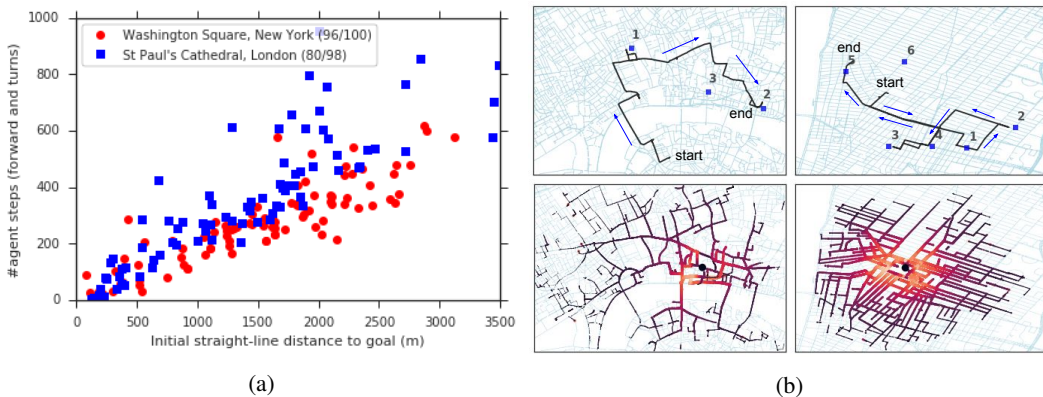 1000
800
600
400
200
0
#agent steps (forward and turns)
Washington Square, New York (96/100)
St Paul's Cathedral, London (80/98)
0 500 1000 1500 2000 2500 3000 3500
Initial straight-line distance to goal (m)
(a)
1
3
2
end
start
end
5
6
start
2
3
4
1
(b)